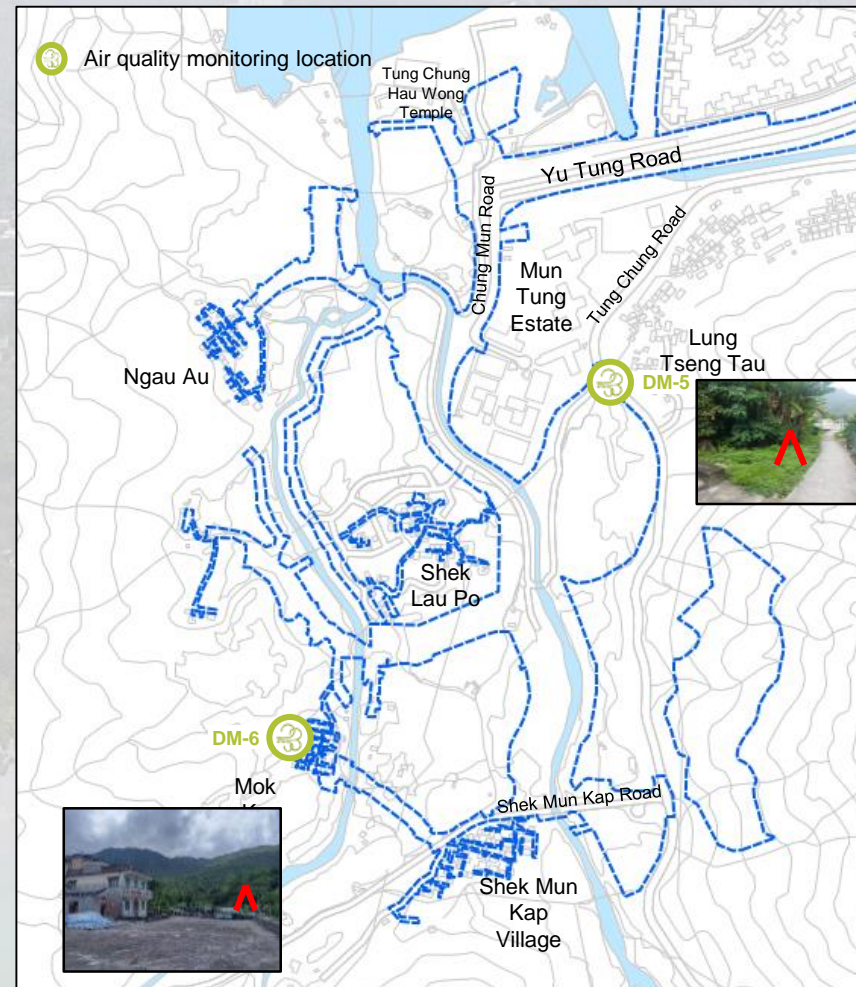 Air quality monitoring location
Tung Chung
Hau Wong
Temple
Yu Tung Road
Chung Mun Road
Tung Chung Road
Mun
Tung
Estate
Lung
Tseng Tau
DM-5
Ngau Au
Shek
Lau Po
DM-6
Mok
Shek Mun Kap Road
Shek Mun
Kap
Village